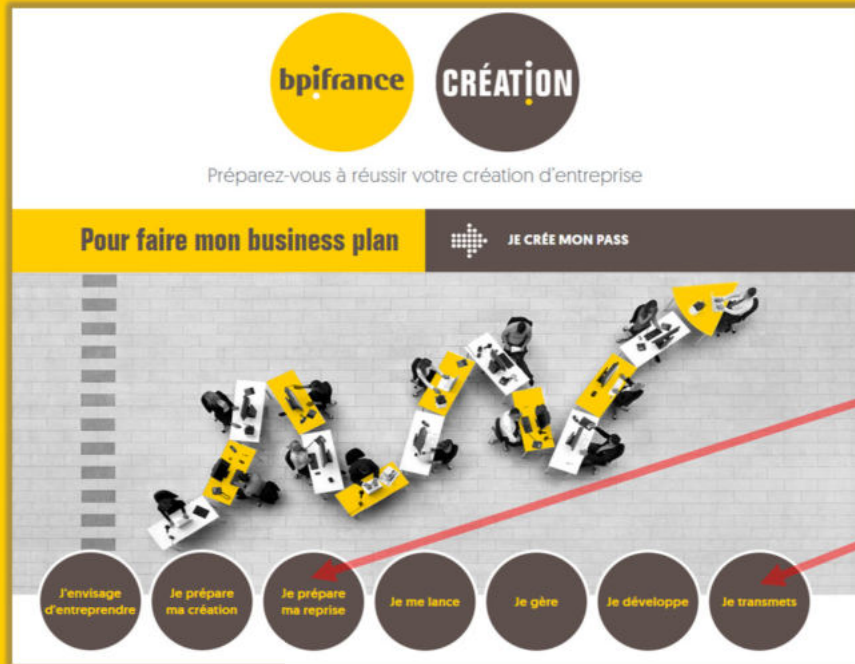 bpifrance
CRÉATION
Préparez-vous à réussir votre création d'entreprise
Pour faire mon business plan
JE CRÉE MON PASS
J'envisage
d'entreprendre
Je prépare
ma création
Je prépare
ma reprise
Je me lance
Je gère
Je développe
Je transmets